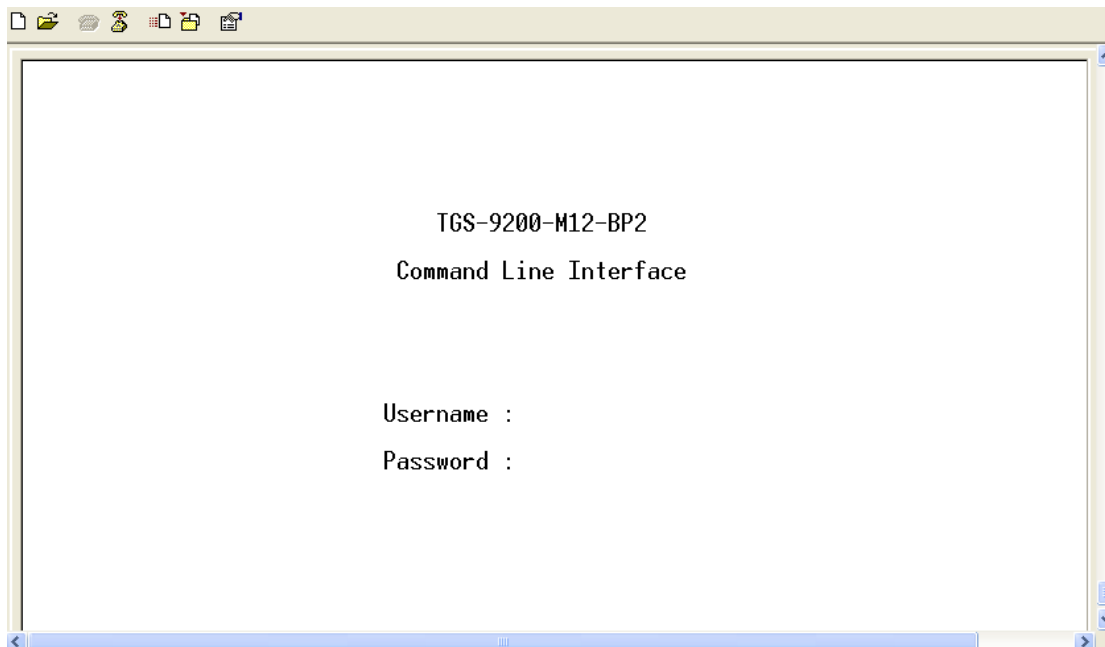 TGS-9200-M12-BP2
Command Line Interface
Username :
Password :